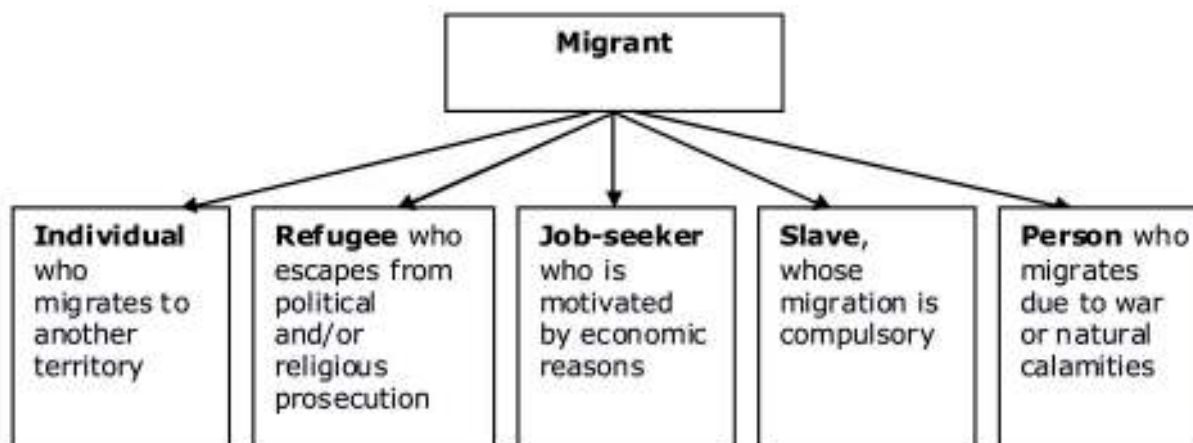 Migrant
Individual
who
migrates to
another
territory
Refugee who
escapes from
political
and/or
religious
prosecution
Job-seeker
who is
motivated
by economic
reasons
Slave,
whose
migration is
compulsory
Person who
migrates
due to war
or natural
calamities